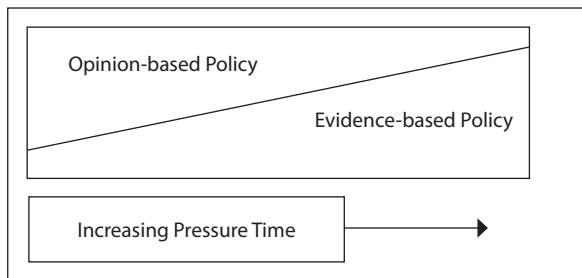 Opinion-based Policy
Evidence-based Policy
Increasing Pressure Time